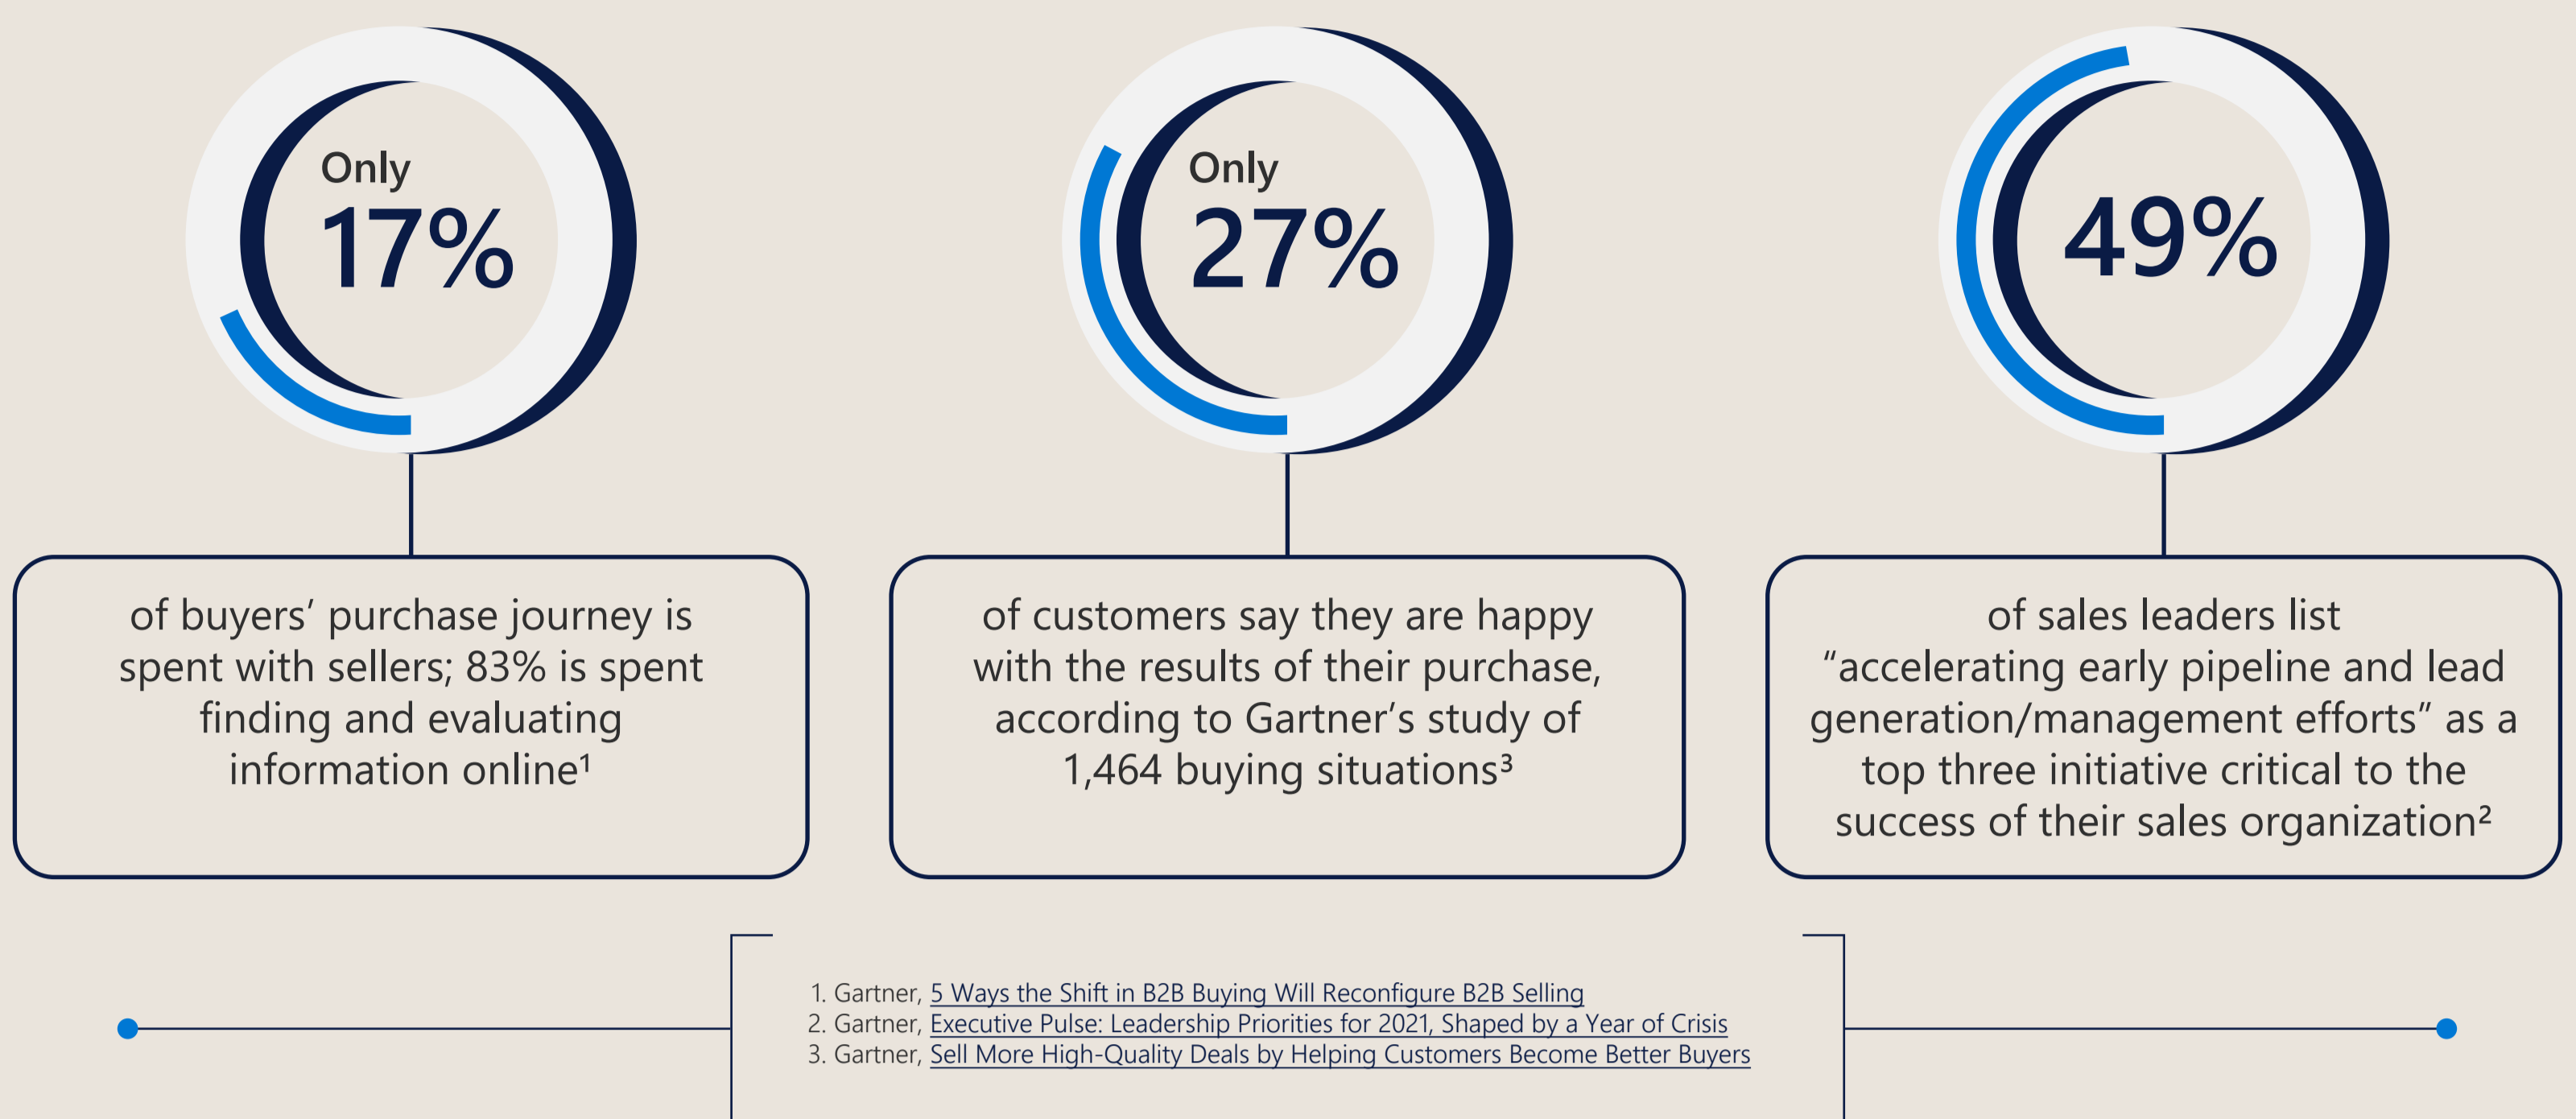 Only
17%
of buyers’ purchase journey is
spent with sellers; 83% is spent
finding and evaluating
information online¹
Only
27%
of customers say they are happy
with the results of their purchase,
according to Gartner’s study of
1,464 buying situations³
49%
of sales leaders list
“accelerating early pipeline and lead
generation/management efforts” as a
top three initiative critical to the
success of their sales organization²
1. Gartner, 5 Ways the Shift in B2B Buying Will Reconfigure B2B Selling
2. Gartner, Executive Pulse: Leadership Priorities for 2021, Shaped by a Year of Crisis
3. Gartner, Sell More High-Quality Deals by Helping Customers Become Better Buyers